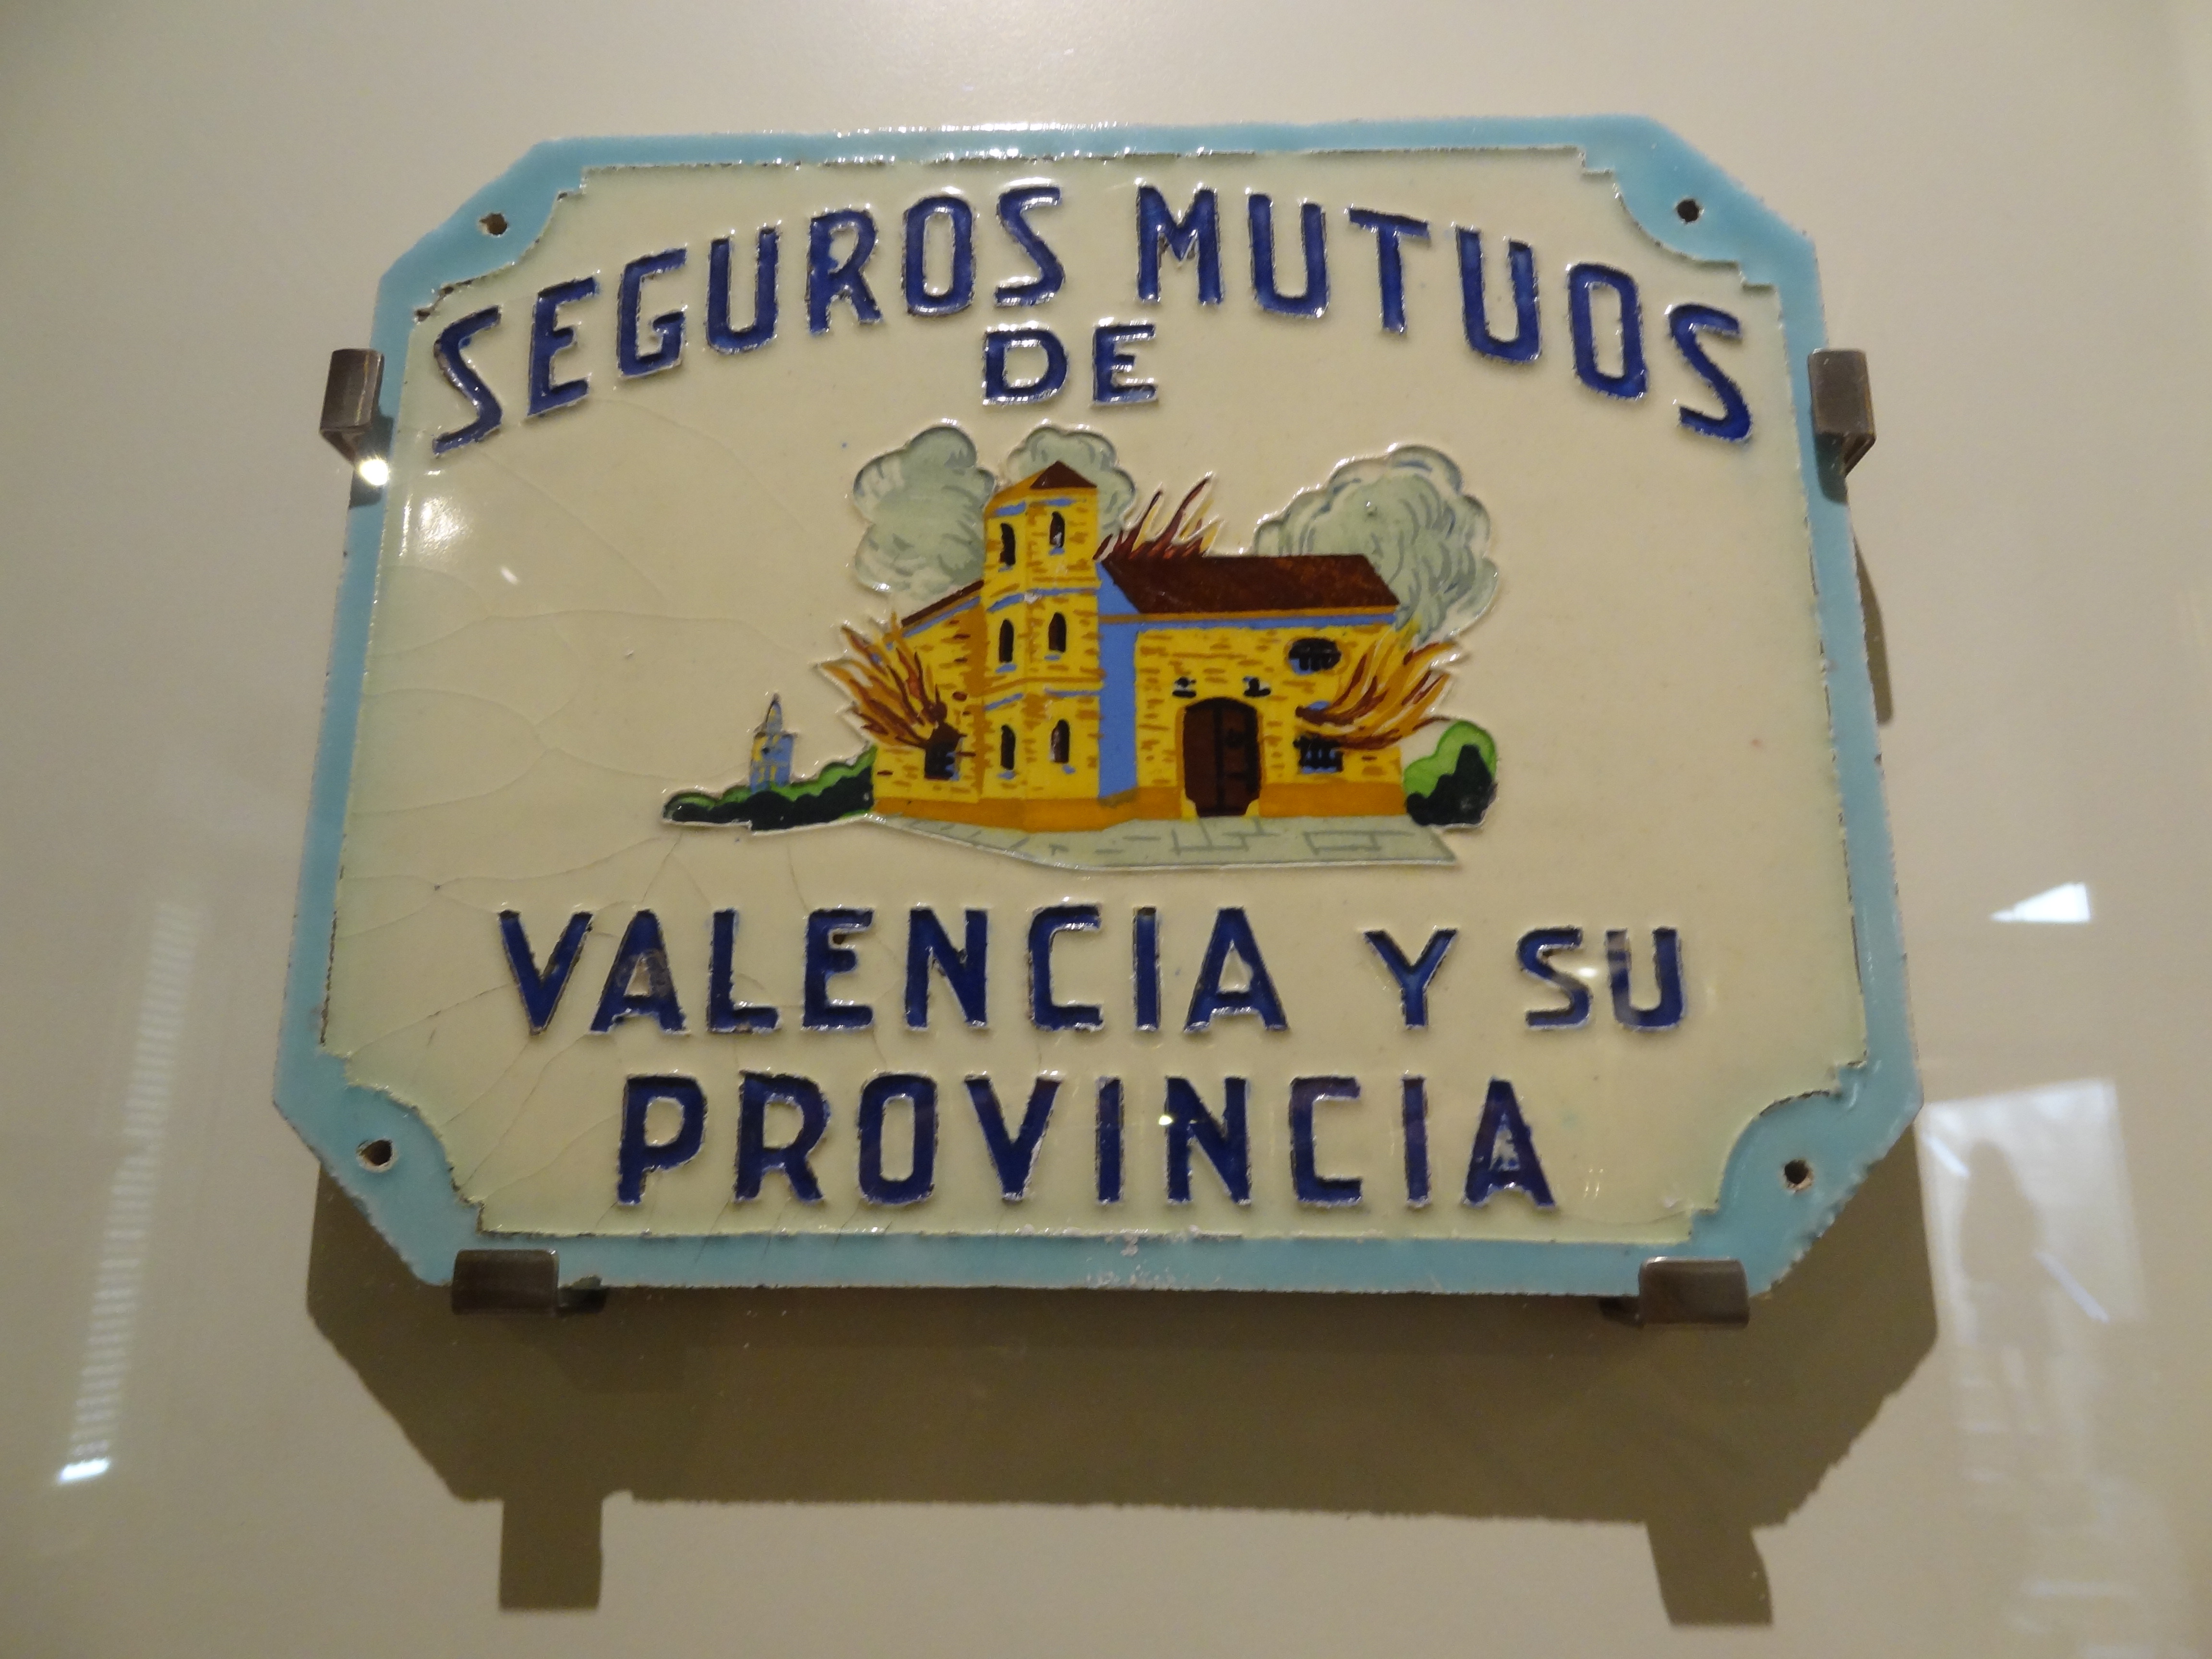 SEGUROS MUTUOS
DE
VALENCIA Y SU
PROVINCIA